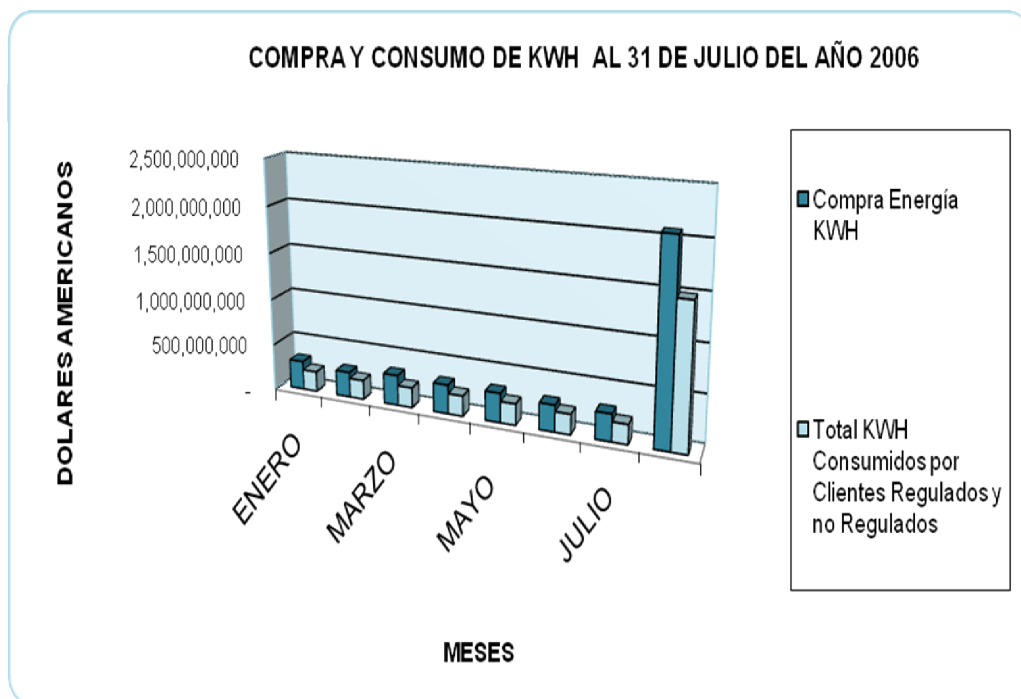 COMPRA Y CONSUMO DE KWH AL 31 DE JULIO DEL AÑO 2006
DOLARES AMERICANOS
2,500,000,000
2,000,000,000
1,500,000,000
1,000,000,000
500,000,000
-
ENERO
MARZO
MAYO
JULIO
MESES
Compra Energía
KWH
Total KWH
Consumidos por
Clientes Regulados y
no Regulados